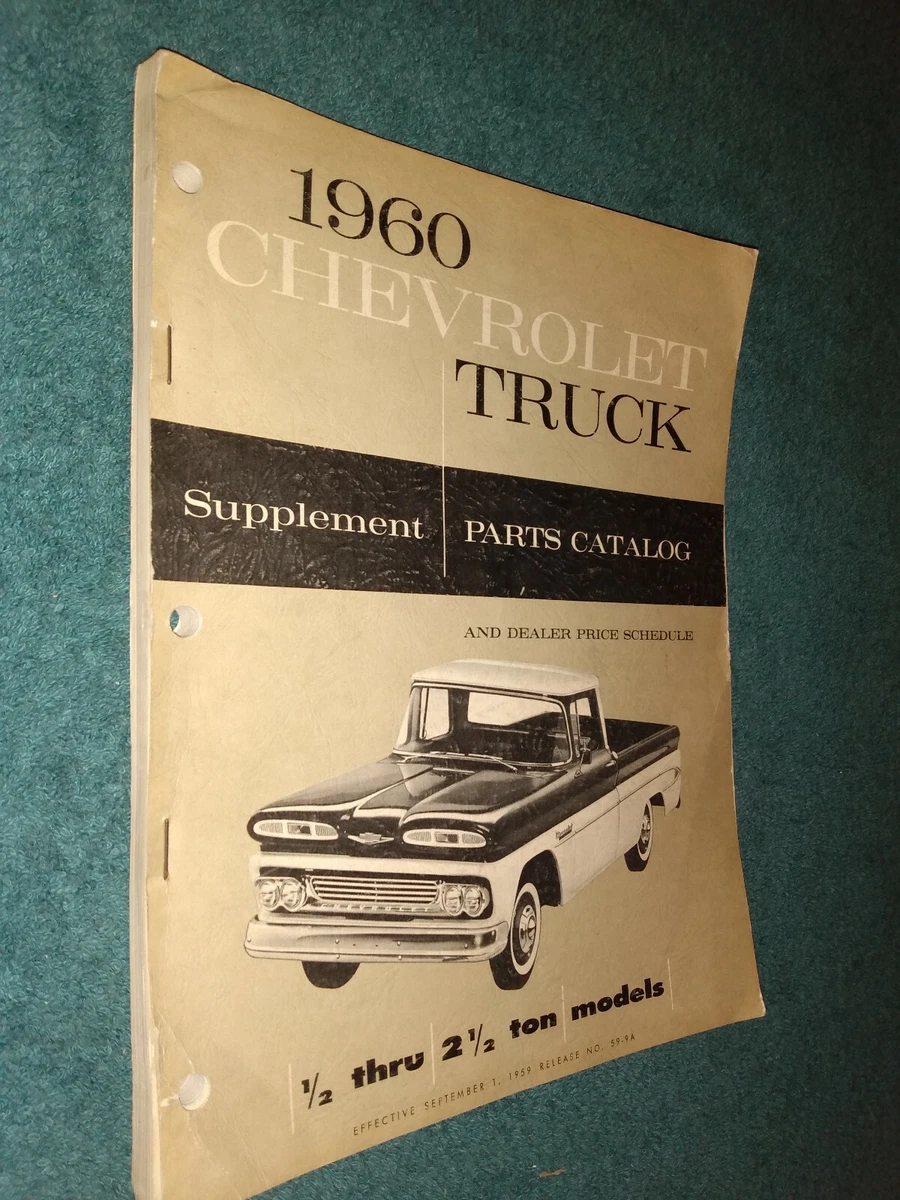 1960
CHEVROLET
TRUCK
Supplement
PARTS CATALOG
AND DEALER PRICE SCHEDULE
CHEVROLET
½ thru 2½ ton models
EFFECTIVE SEPTEMBER 1, 1959 RELEASE NO. 59-9A